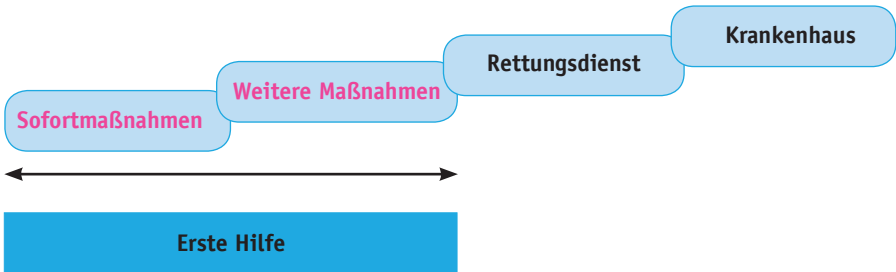 Sofortmaßnahmen
Weitere Maßnahmen
Rettungsdienst
Krankenhaus
Erste Hilfe